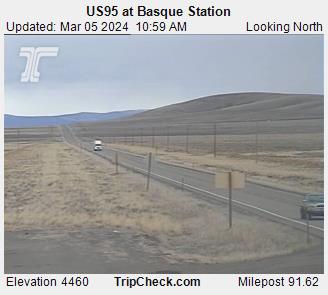 US95 at Basque Station
Updated: Mar 05 2024 10:59 AM Looking North
Elevation 4460 TripCheck.com Milepost 91.62